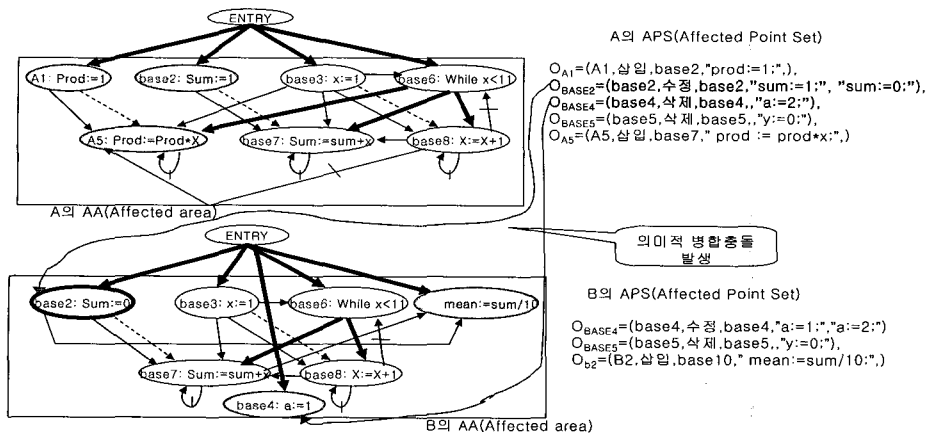 ENTRY
A의 APS(Affected Point Set)
A1: Prod:=1
base2: Sum:=1
base3: x:=1
base6: While x<11
O_A1=(A1,삽입,base2,"prod:=1;",),
O_BASE2=(base2,수정,base2,"sum:=1;", "sum:=0;"),
O_BASE4=(base4,삭제,base4,,"a:=2;"),
O_BASE5=(base5,삭제,base5,,"y:=0;"),
O_A5=(A5,삽입,base7," prod := prod*x;",)
A5: Prod:=Prod*X
base7: Sum:=sum+x
base8: X:=X+1
A의 AA(Affected area)
ENTRY
의미적 병합충돌
발생
base2: Sum:=0
base3: x:=1
base6: While x<11
mean:=sum/10
B의 APS(Affected Point Set)
O_BASE4=(base4,수정,base4,"a:=1;","a:=2;")
O_BASE5=(base5,삭제,base5,,"y:=0;"),
O_b2=(B2,삽입,base10," mean:=sum/10;",)
base7: Sum:=sum+x
base8: X:=X+1
base4: a:=1
B의 AA(Affected area)